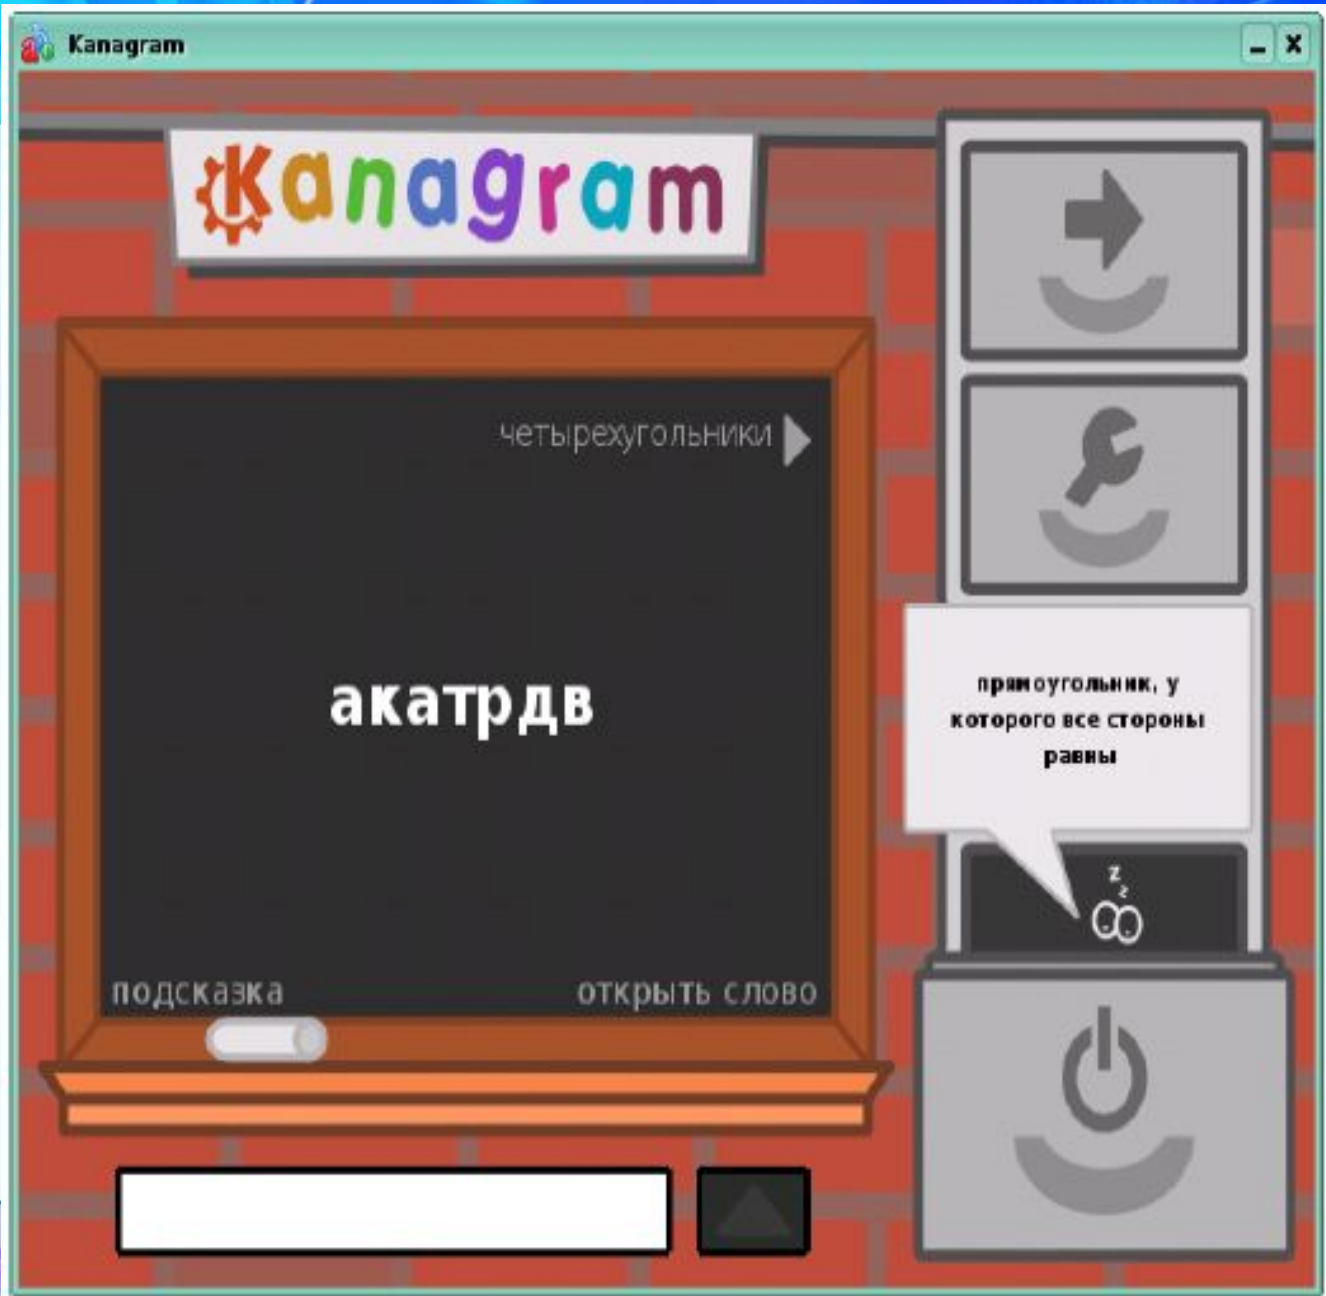 Kanagram
Kanagram
четырехугольники
акатрдв
прямоугольник, у
которого все стороны
равны
z
z
подсказка
открыть слово